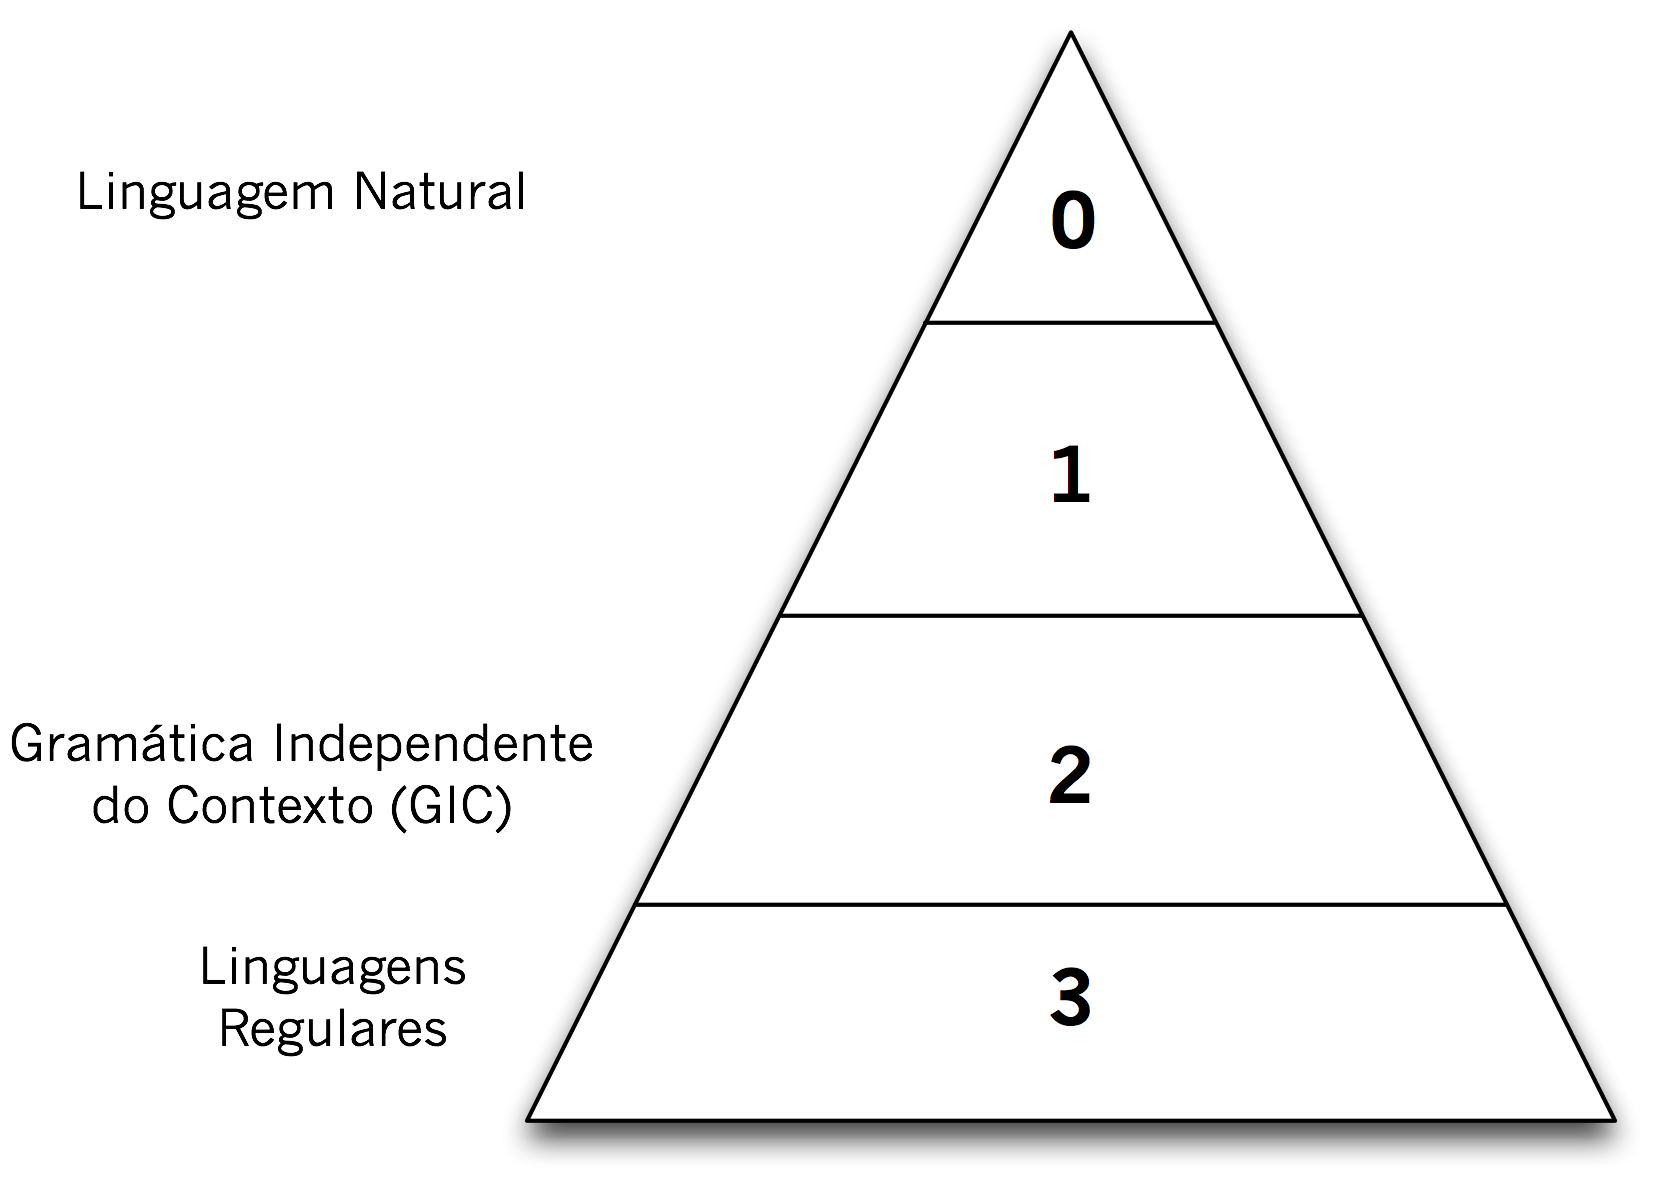 Linguagem Natural
0
1
Gramática Independente
do Contexto (GIC)
2
Linguagens
Regulares
3